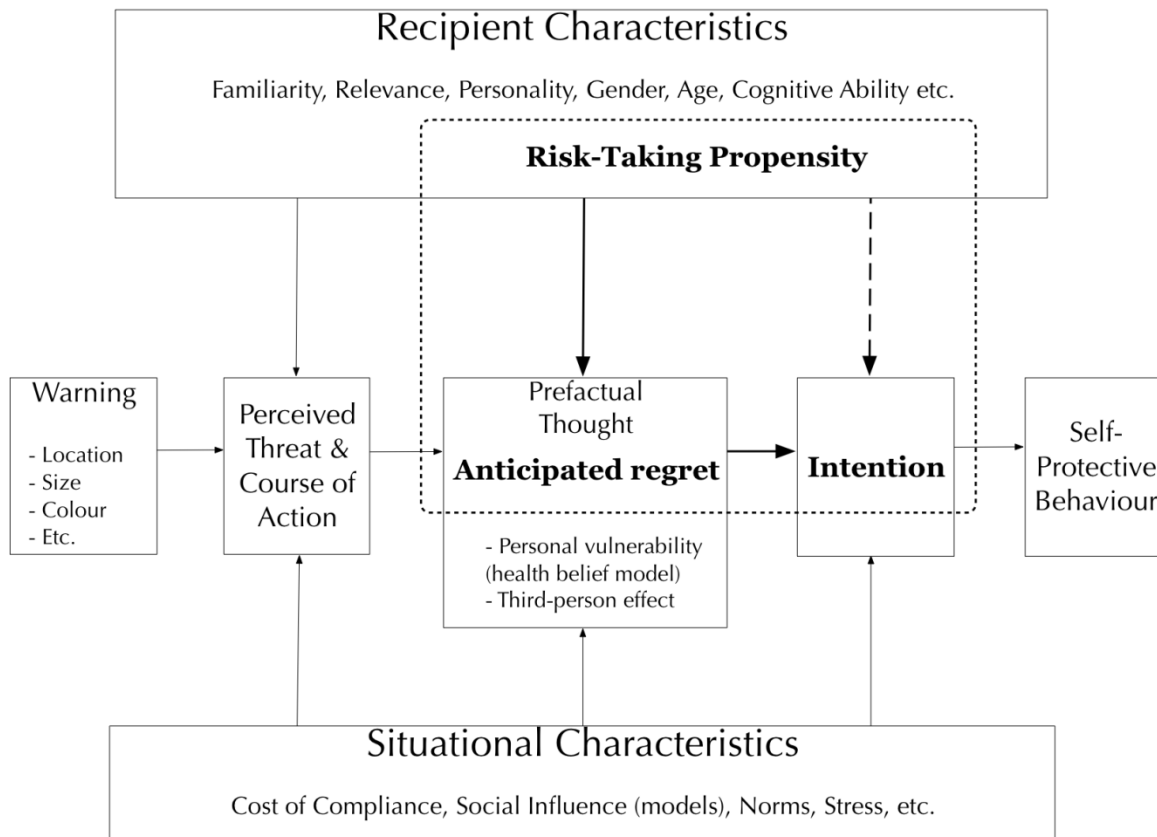 Recipient Characteristics
Familiarity, Relevance, Personality, Gender, Age, Cognitive Ability etc.
Risk-Taking Propensity
Warning
- Location
- Size
- Colour
- Etc.
Perceived
Threat &
Course of
Action
Prefactual
Thought
Anticipated regret
- Personal vulnerability
(health belief model)
- Third-person effect
Intention
Self-
Protective
Behaviour
Situational Characteristics
Cost of Compliance, Social Influence (models), Norms, Stress, etc.